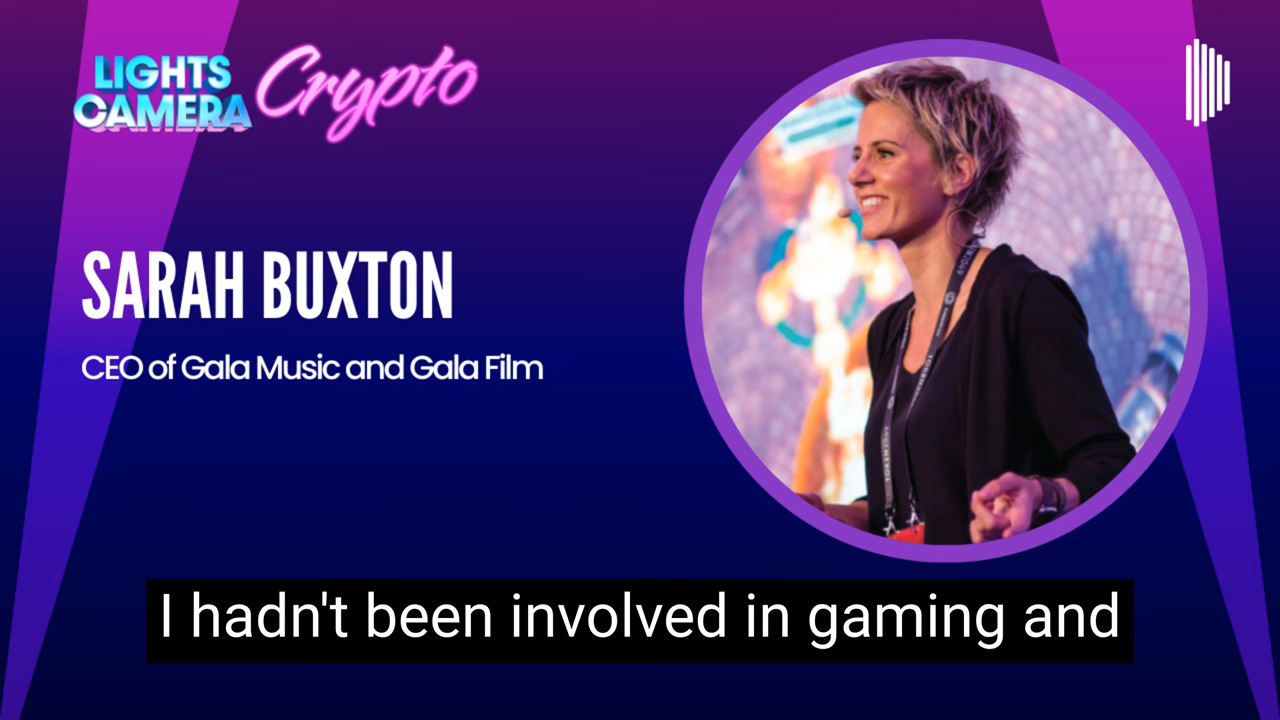 LIGHTS
CAMERA
Crypto
SARAH BUXTON
CEO of Gala Music and Gala Film
I hadn't been involved in gaming and